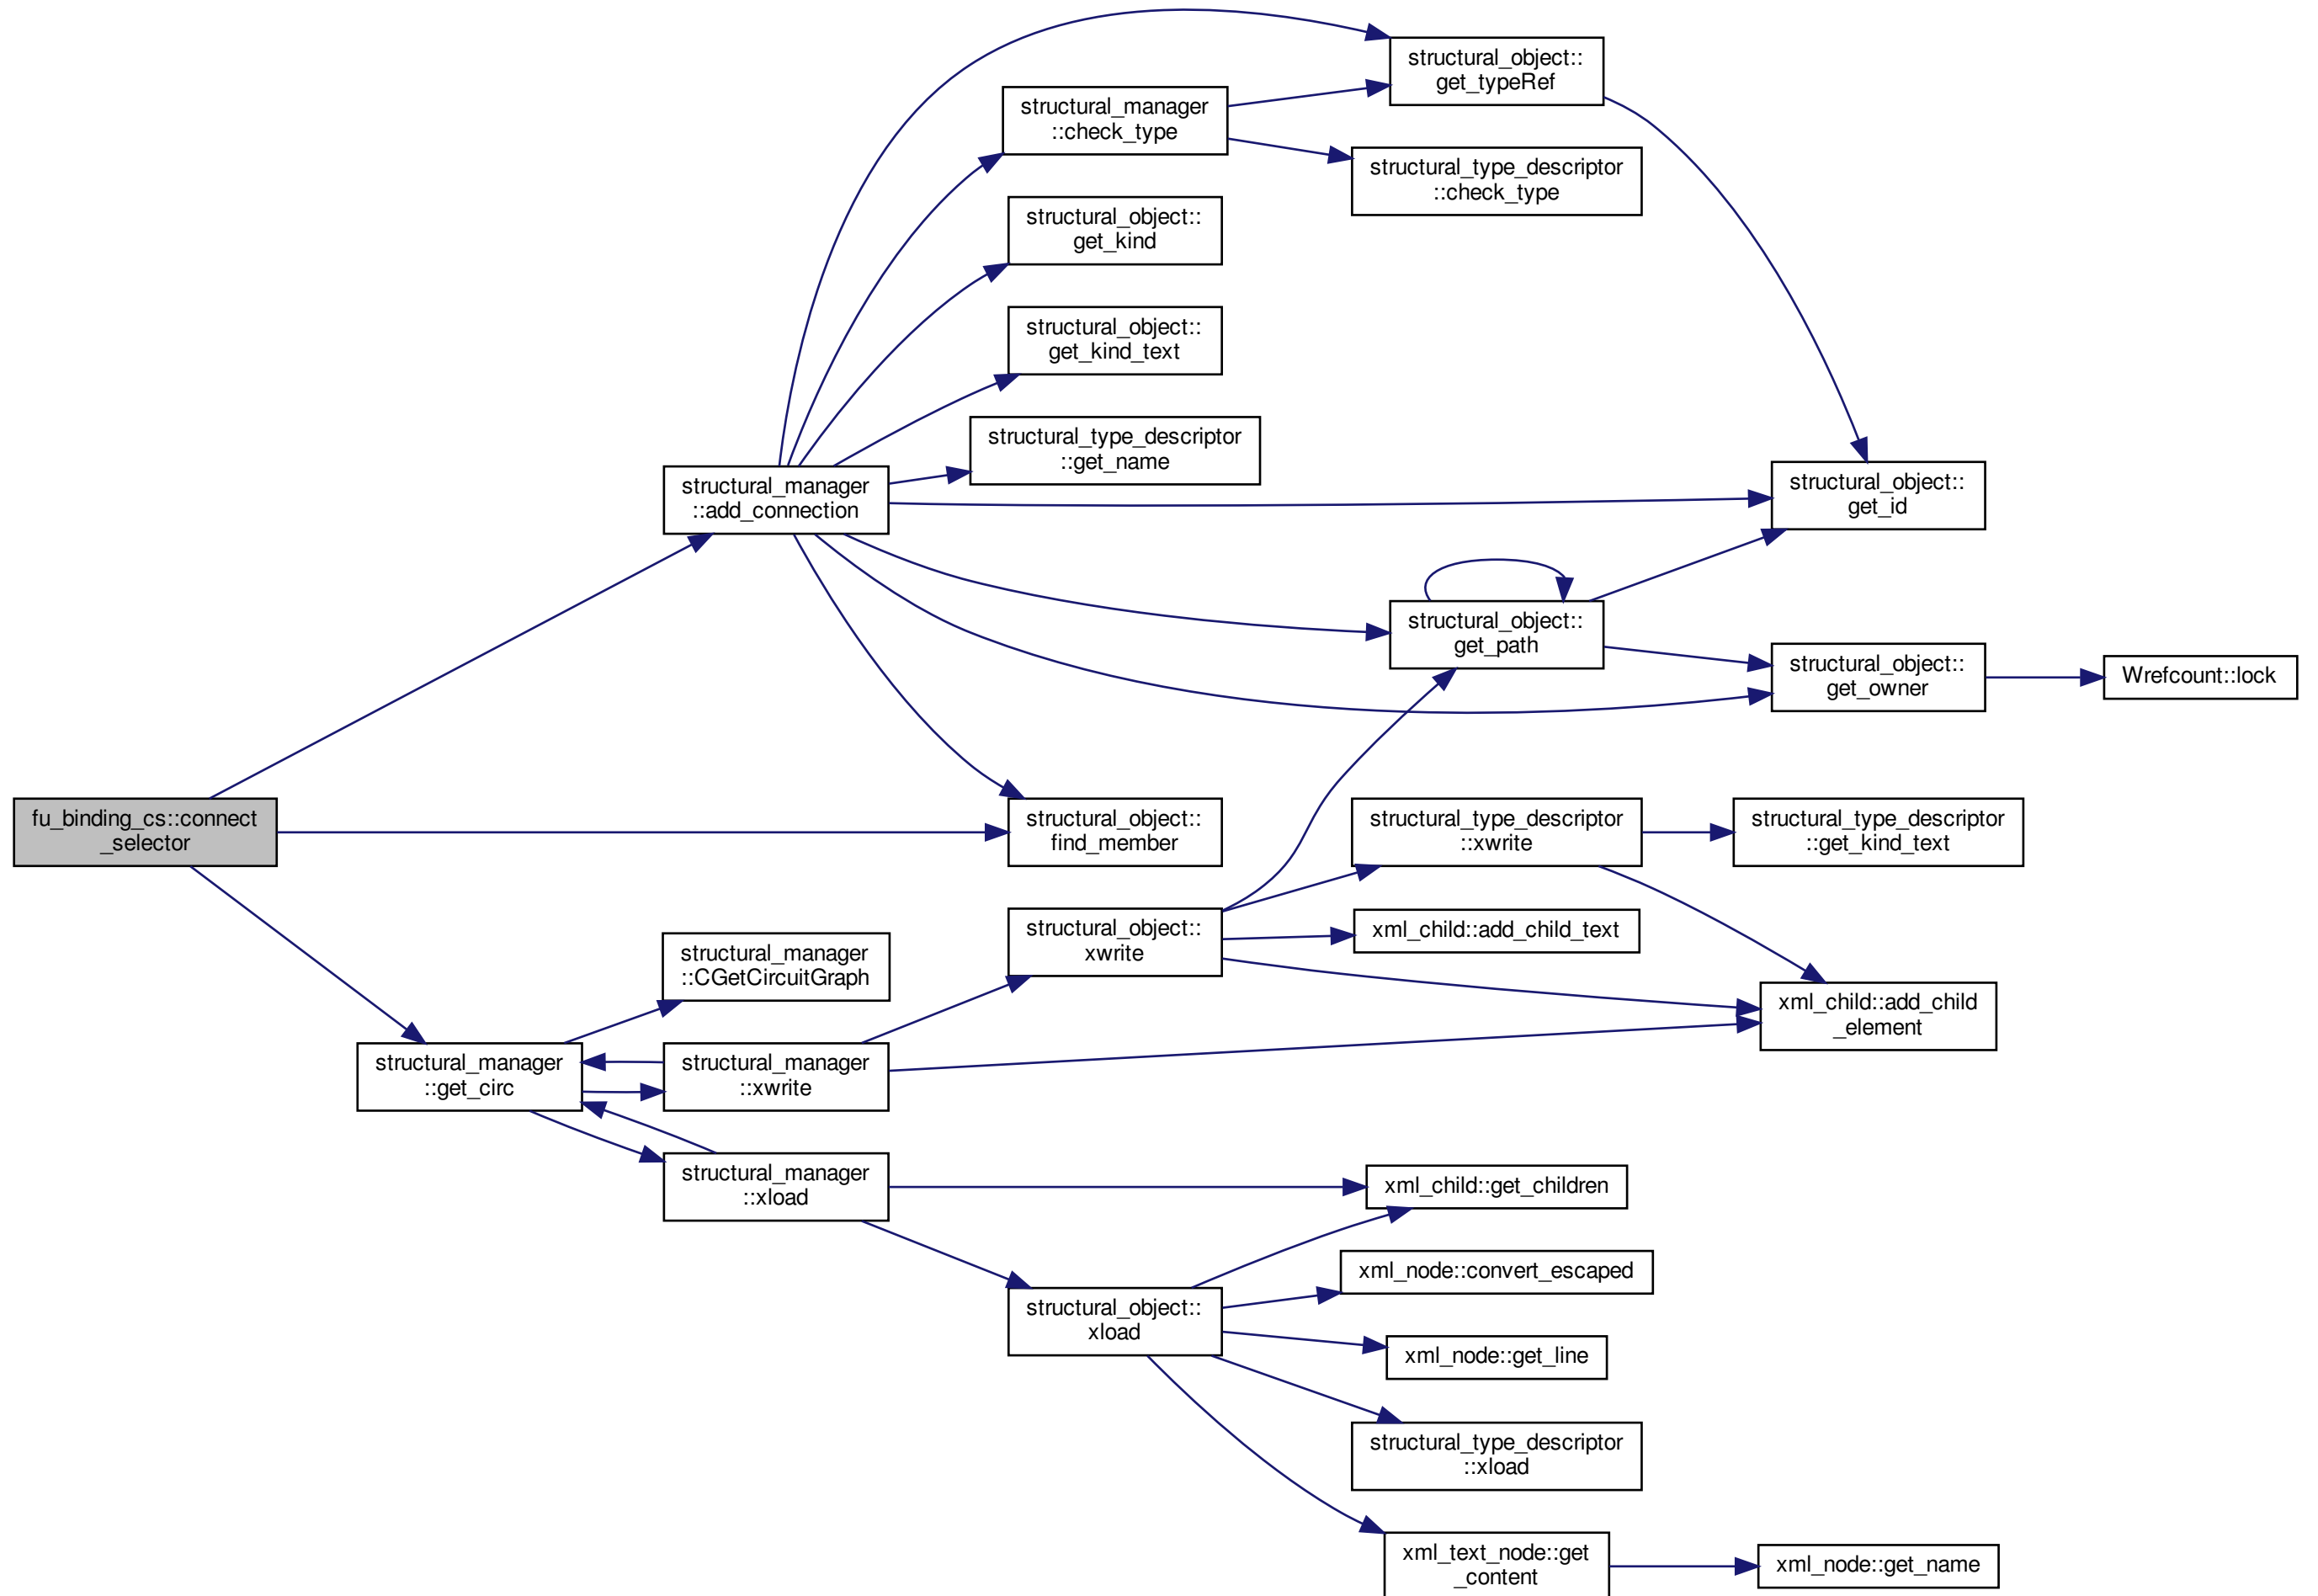 structural_object::
get_typeRef
structural_manager
::check_type
structural_type_descriptor
::check_type
structural_object::
get_kind
structural_object::
get_kind_text
structural_type_descriptor
::get_name
structural_manager
::add_connection
structural_object::
get_id
structural_object::
get_path
structural_object::
get_owner
Wrefcount::lock
fu_binding_cs::connect
_selector
structural_object::
find_member
structural_type_descriptor
::xwrite
structural_type_descriptor
::get_kind_text
structural_object::
xwrite
xml_child::add_child_text
structural_manager
::CGetCircuitGraph
xml_child::add_child
_element
structural_manager
::get_circ
structural_manager
::xwrite
structural_manager
::xload
xml_child::get_children
xml_node::convert_escaped
structural_object::
xload
xml_node::get_line
structural_type_descriptor
::xload
xml_text_node::get
_content
xml_node::get_name